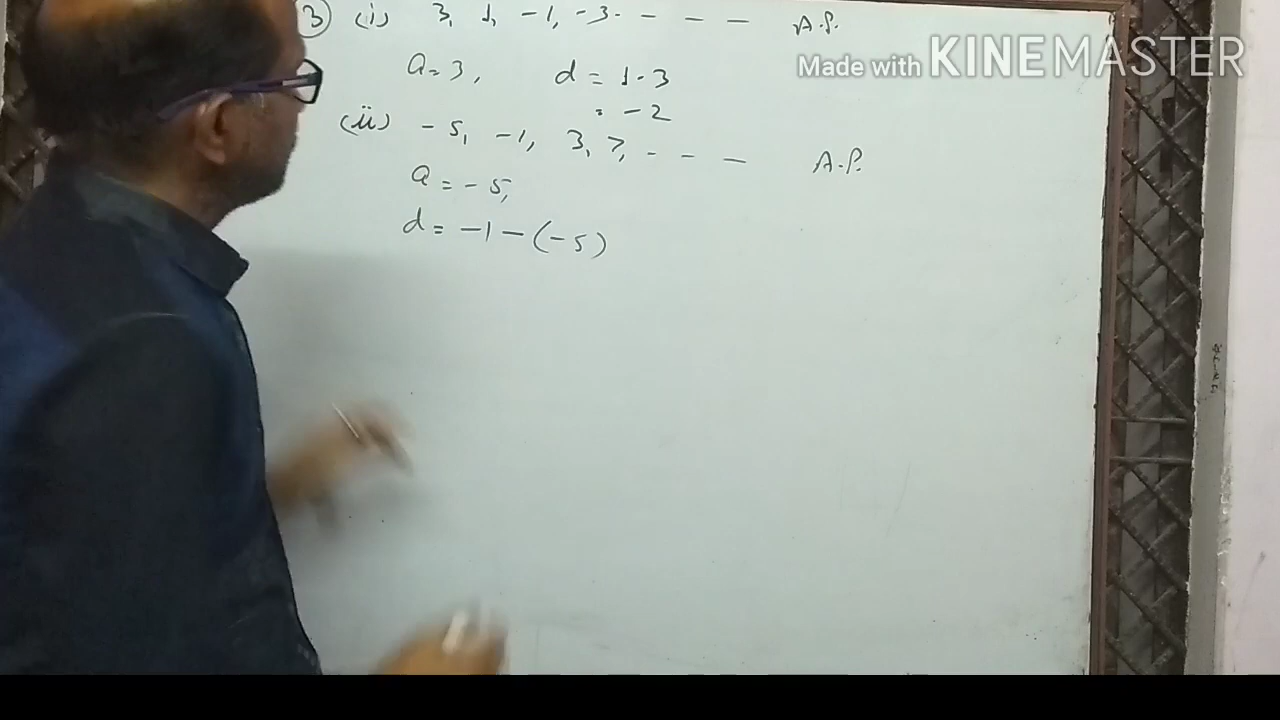 ③ (i) 3, 1, -1, -3 - - - - A.P.
Made with KINEMASTER
a = 3, d = 1 - 3
= -2
(ii) -5, -1, 3, 7, - - - A.P.
a = -5,
d = -1 - (-5)